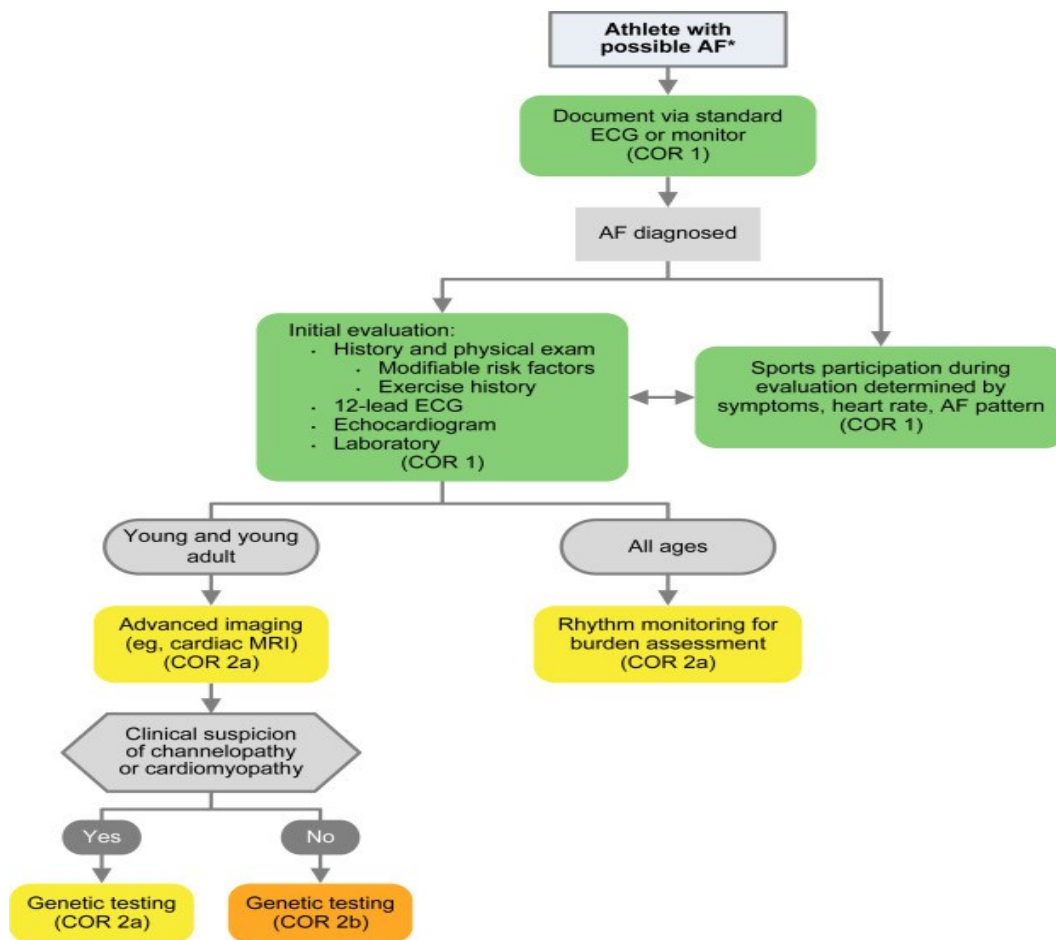 Athlete with
possible AF*
Document via standard
ECG or monitor
(COR 1)
AF diagnosed
Initial evaluation:
· History and physical exam
· Modifiable risk factors
· Exercise history
· 12-lead ECG
· Echocardiogram
· Laboratory
(COR 1)
Sports participation during
evaluation determined by
symptoms, heart rate, AF pattern
(COR 1)
Young and young
adult
All ages
Advanced imaging
(eg, cardiac MRI)
(COR 2a)
Rhythm monitoring for
burden assessment
(COR 2a)
Clinical suspicion
of channelopathy
or cardiomyopathy
Yes
No
Genetic testing
(COR 2a)
Genetic testing
(COR 2b)